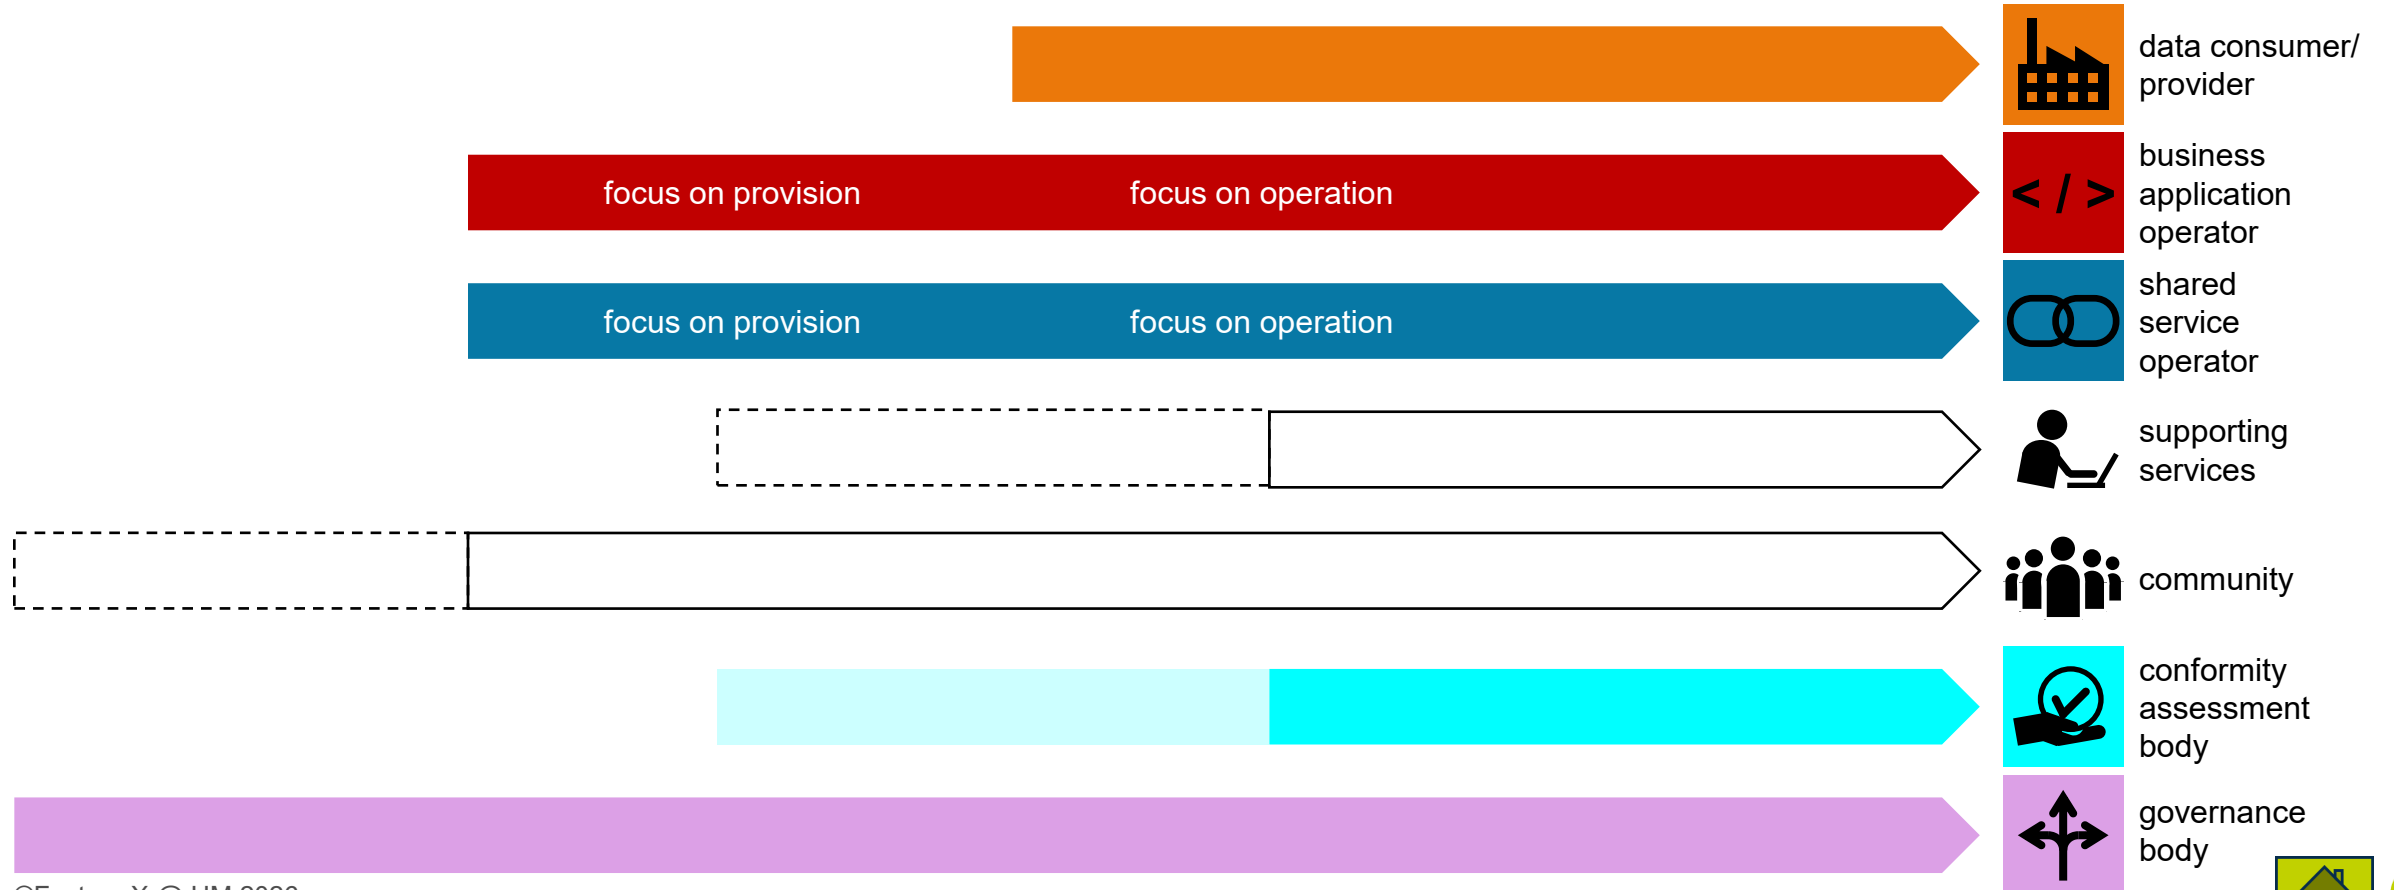 data consumer/
provider
business
application
operator
focus on provision
focus on operation
< / >
shared
service
operator
focus on provision
focus on operation
supporting
services
community
conformity
assessment
body
governance
body